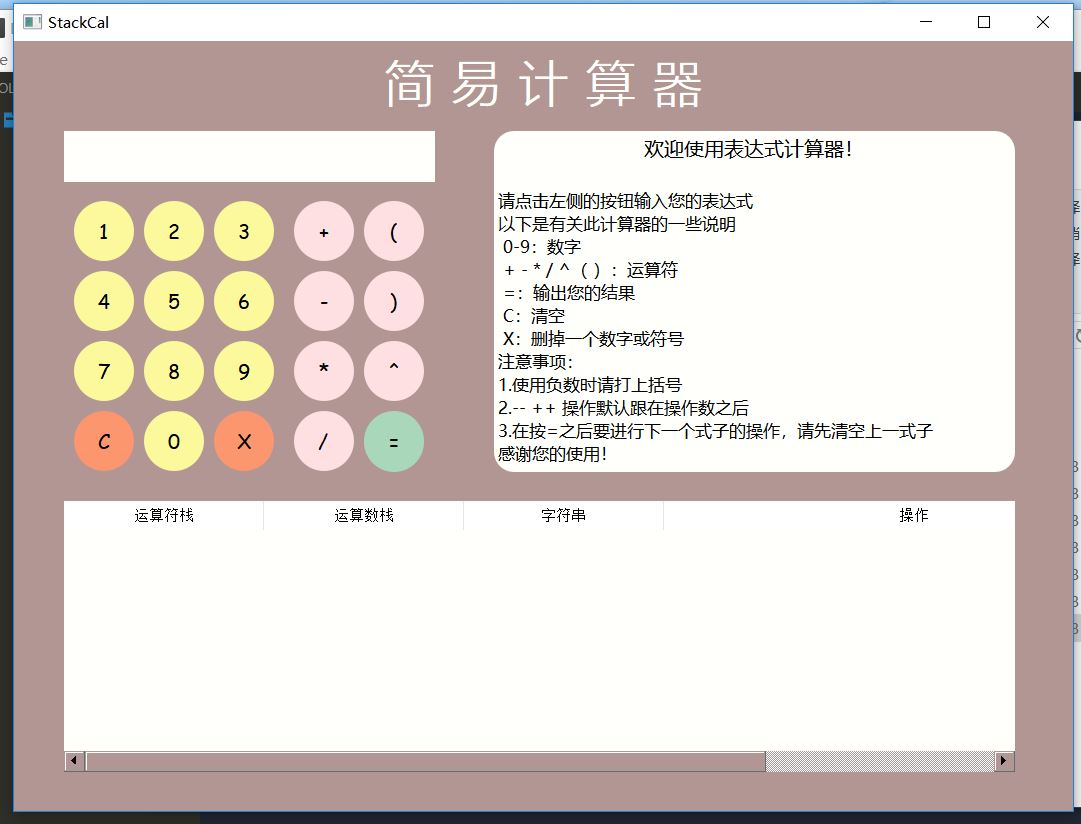 StackCal
简易计算器
欢迎使用表达式计算器！
请点击左侧的按钮输入您的表达式
以下是有关此计算器的一些说明
0-9：数字
+ - * / ^ ( ) ：运算符
=：输出您的结果
C：清空
X：删掉一个数字或符号
注意事项：
1.使用负数时请打上括号
2.-- ++ 操作默认跟在操作数之后
3.在按=之后要进行下一个式子的操作，请先清空上一式子
感谢您的使用！
1 2 3 + (
4 5 6 - )
7 8 9 * ^
C 0 X / =
运算符栈 运算数栈 字符串 操作